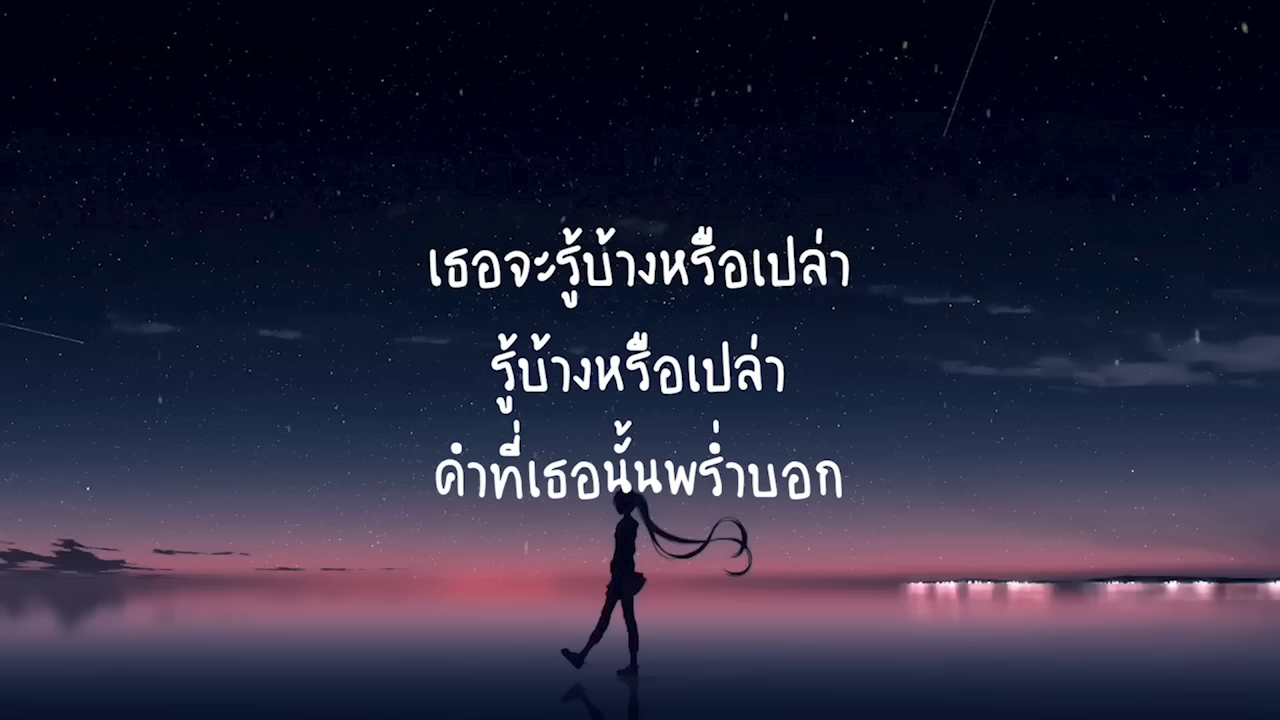 เธอจะรู้บ้างหรือเปล่า
รู้บ้างหรือเปล่า
คำที่เธอนั้นพร่ำบอก